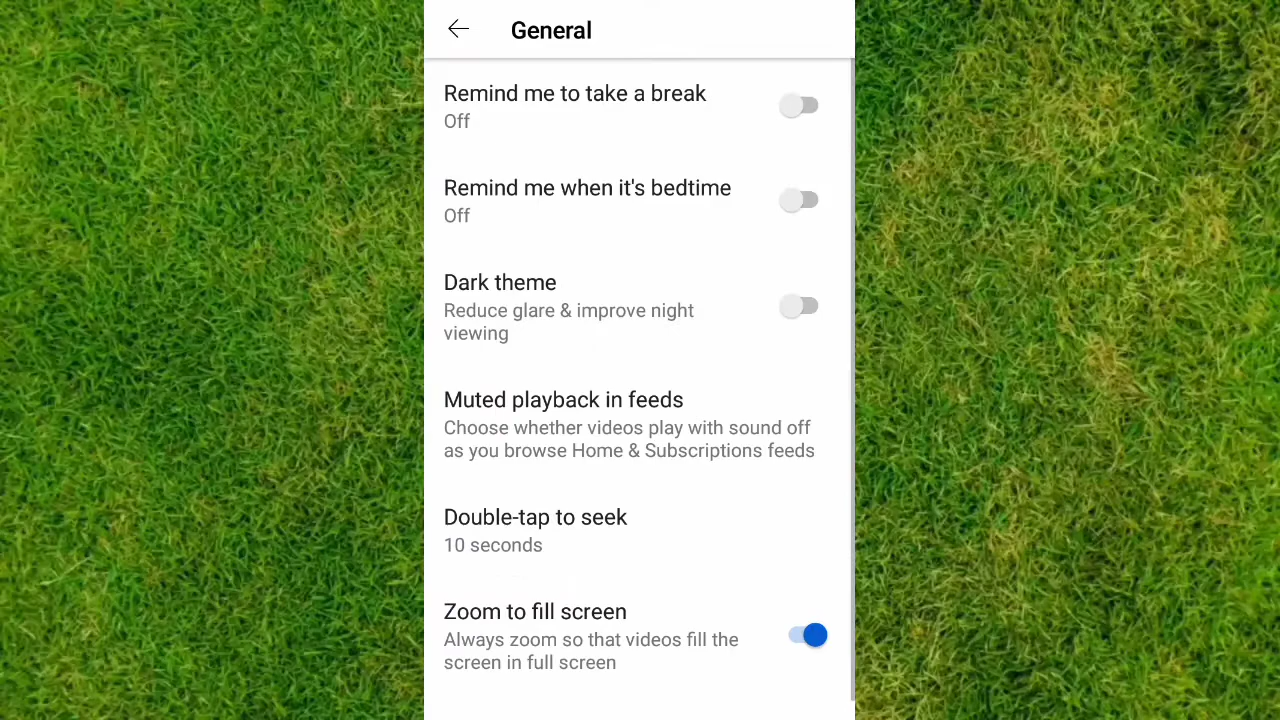 General
Remind me to take a break
Off
Remind me when it's bedtime
Off
Dark theme
Reduce glare & improve night
viewing
Muted playback in feeds
Choose whether videos play with sound off
as you browse Home & Subscriptions feeds
Double-tap to seek
10 seconds
Zoom to fill screen
Always zoom so that videos fill the
screen in full screen